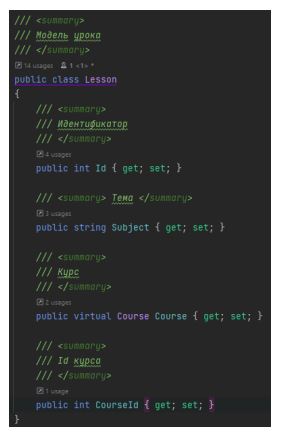 /// <summary>
/// Модель урока
/// </summary>
14 usages 1 <1> *
public class Lesson
{
/// <summary>
/// Идентификатор
/// </summary>
4 usages
public int Id { get; set; }
/// <summary> Тема </summary>
3 usages
public string Subject { get; set; }
/// <summary>
/// Курс
/// </summary>
2 usages
public virtual Course Course { get; set; }
/// <summary>
/// Id курса
/// </summary>
1 usage
public int CourseId { get; set; }
}